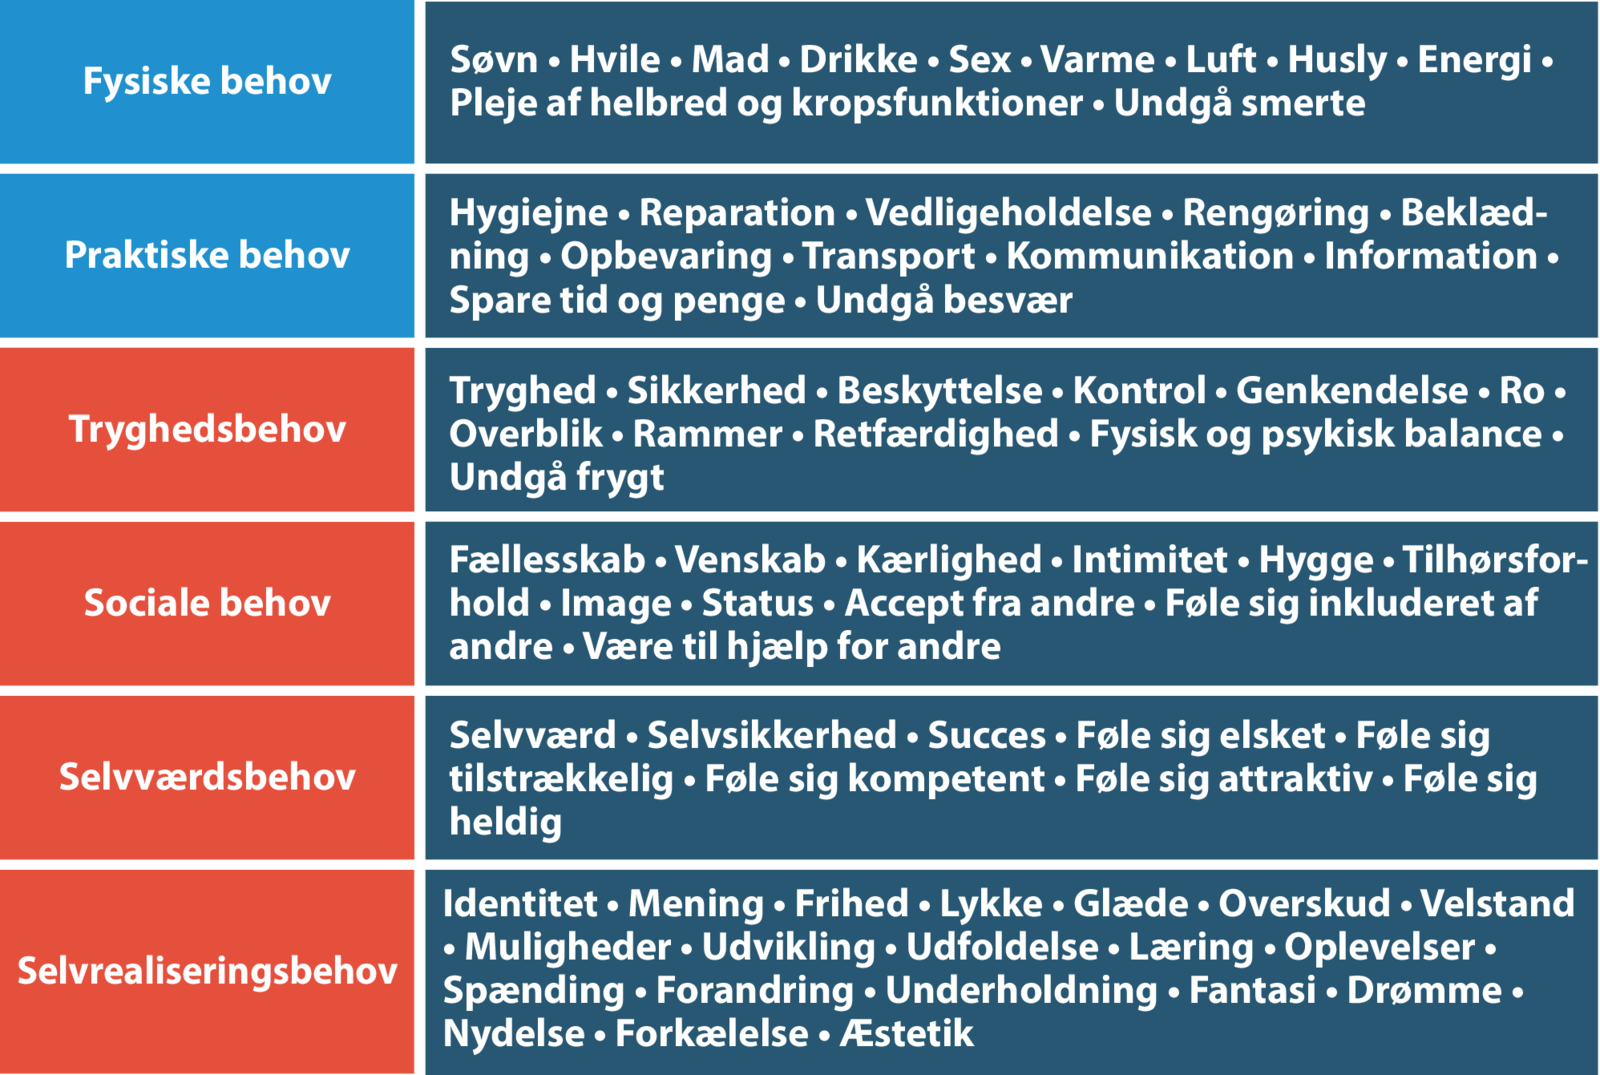 Fysiske behov
Søvn • Hvile • Mad • Drikke • Sex • Varme • Luft • Husly • Energi •
Pleje af helbred og kropsfunktioner • Undgå smerte
Praktiske behov
Hygiejne • Reparation • Vedligeholdelse • Rengøring • Beklæd-
ning • Opbevaring • Transport • Kommunikation • Information •
Spare tid og penge • Undgå besvær
Tryghedsbehov
Tryghed • Sikkerhed • Beskyttelse • Kontrol • Genkendelse • Ro •
Overblik • Rammer • Retfærdighed • Fysisk og psykisk balance •
Undgå frygt
Sociale behov
Fællesskab • Venskab • Kærlighed • Intimitet • Hygge • Tilhørsfor-
hold • Image • Status • Accept fra andre • Føle sig inkluderet af
andre • Være til hjælp for andre
Selvværdsbehov
Selvværd • Selvsikkerhed • Succes • Føle sig elsket • Føle sig
tilstrækkelig • Føle sig kompetent • Føle sig attraktiv • Føle sig
heldig
Selvrealiseringsbehov
Identitet • Mening • Frihed • Lykke • Glæde • Overskud • Velstand
• Muligheder • Udvikling • Udfoldelse • Læring • Oplevelser •
Spænding • Forandring • Underholdning • Fantasi • Drømme •
Nydelse • Forkælelse • Æstetik